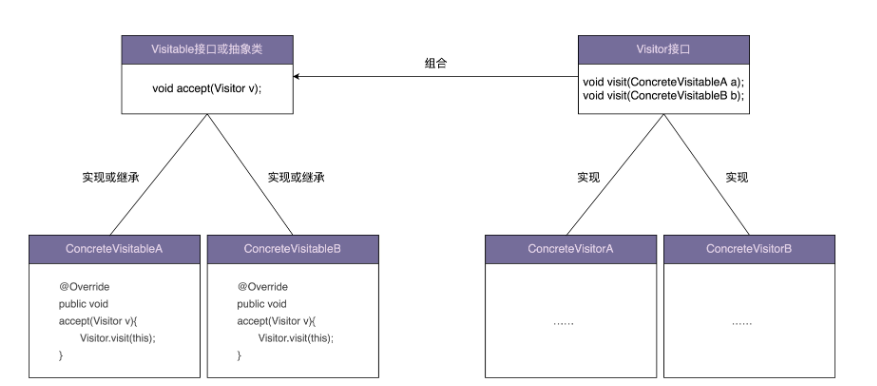 Visitable接口或抽象类
void accept(Visitor v);
组合
Visitor接口
void visit(ConcreteVisitableA a);
void visit(ConcreteVisitableB b);
实现或继承
实现或继承
实现
实现
ConcreteVisitableA
@Override
public void
accept(Visitor v){
Visitor.visit(this);
}
ConcreteVisitableB
@Override
public void
accept(Visitor v){
Visitor.visit(this);
}
ConcreteVisitorA
......
ConcreteVisitorB
......